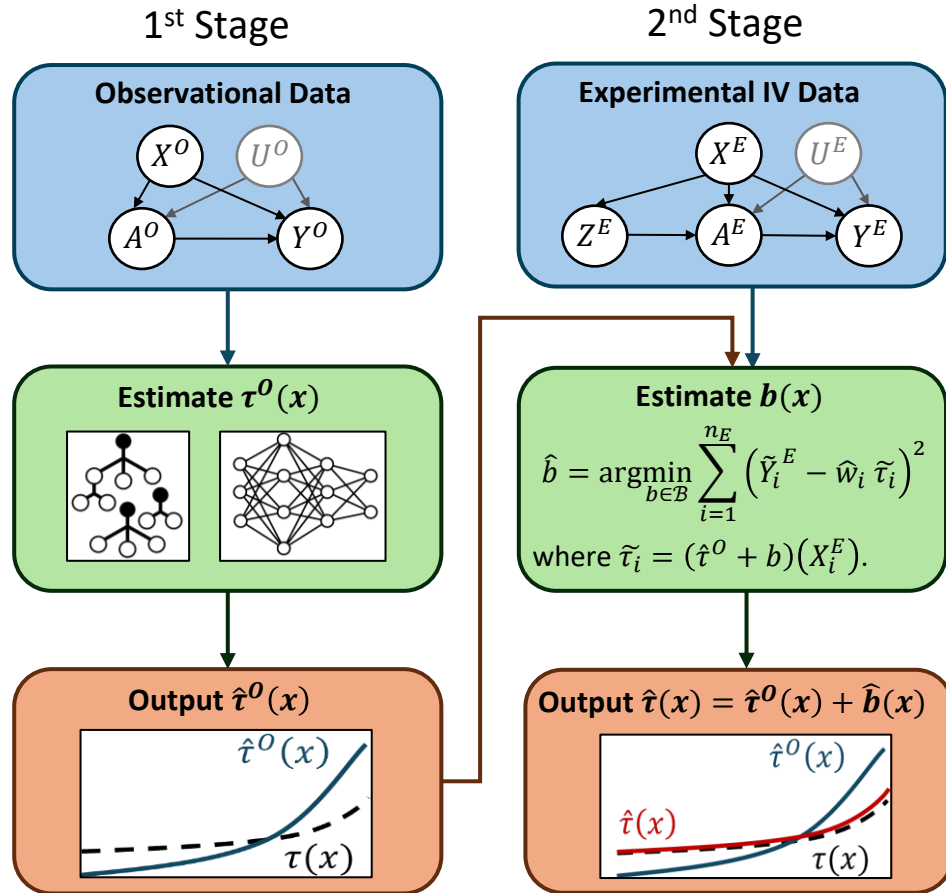 1st Stage
Observational Data
X^O
U^O
A^O
Y^O
Estimate τ^O(x)
Output τ̂^O(x)
τ̂^O(x)
τ(x)
2nd Stage
Experimental IV Data
X^E
U^E
Z^E
A^E
Y^E
Estimate b(x)
b̂ = argmin_{b∈ℬ} ∑_{i=1}^{n_E} (Ỹ_i^E − ŵ_i τ̃_i)^2
where τ̃_i = (τ̂^O + b)(X_i^E).
Output τ̂(x) = τ̂^O(x) + b̂(x)
τ̂^O(x)
τ̂(x)
τ(x)